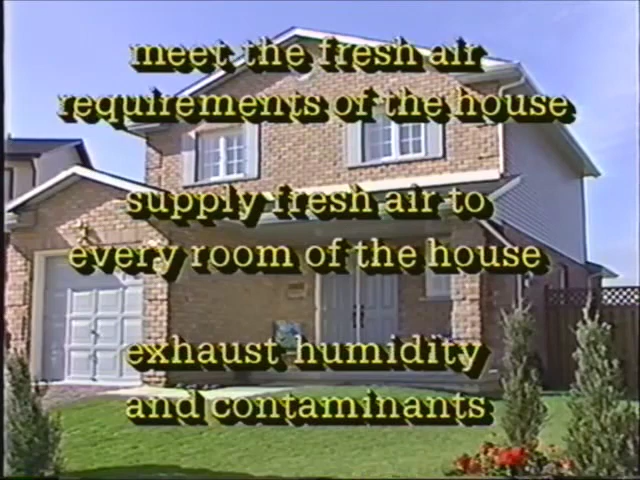 meet the fresh air
requirements of the house
supply fresh air to
every room of the house
exhaust humidity
and contaminants